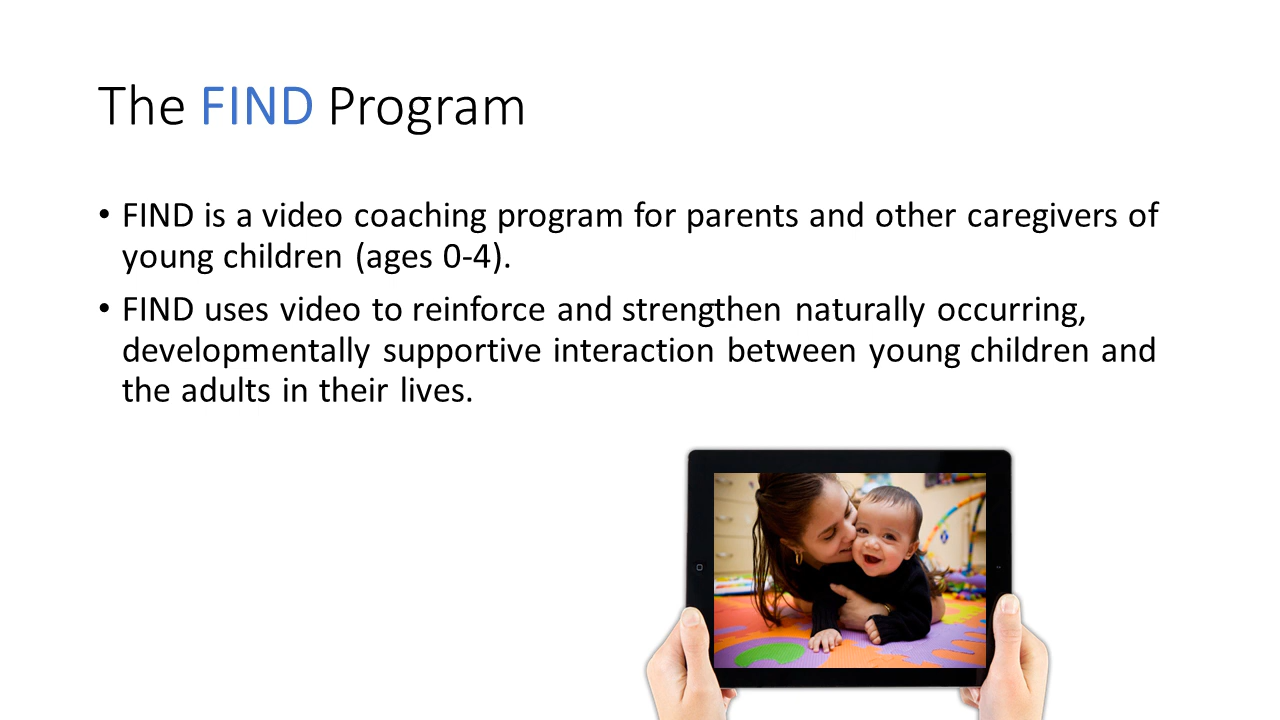 The FIND Program
• FIND is a video coaching program for parents and other caregivers of
young children (ages 0-4).
• FIND uses video to reinforce and strengthen naturally occurring,
developmentally supportive interaction between young children and
the adults in their lives.